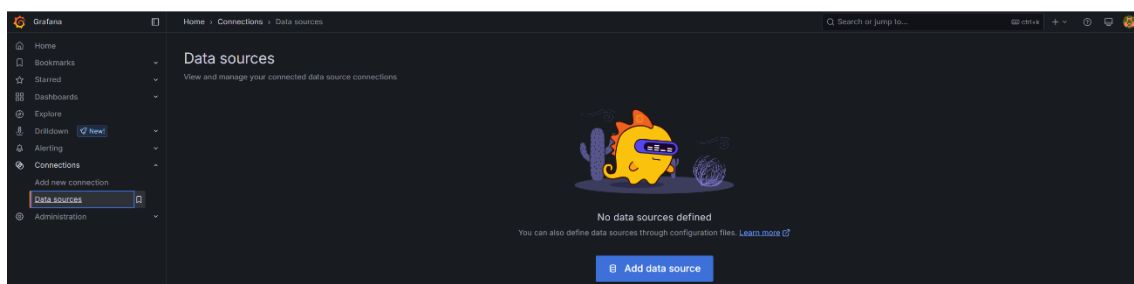 Grafana
Home › Connections › Data sources
Search or jump to...
ctrl+k
Home
Bookmarks
Starred
Dashboards
Explore
Drilldown New!
Alerting
Connections
Add new connection
Data sources
Administration
Data sources
View and manage your connected data source connections
No data sources defined
You can also define data sources through configuration files. Learn more
Add data source